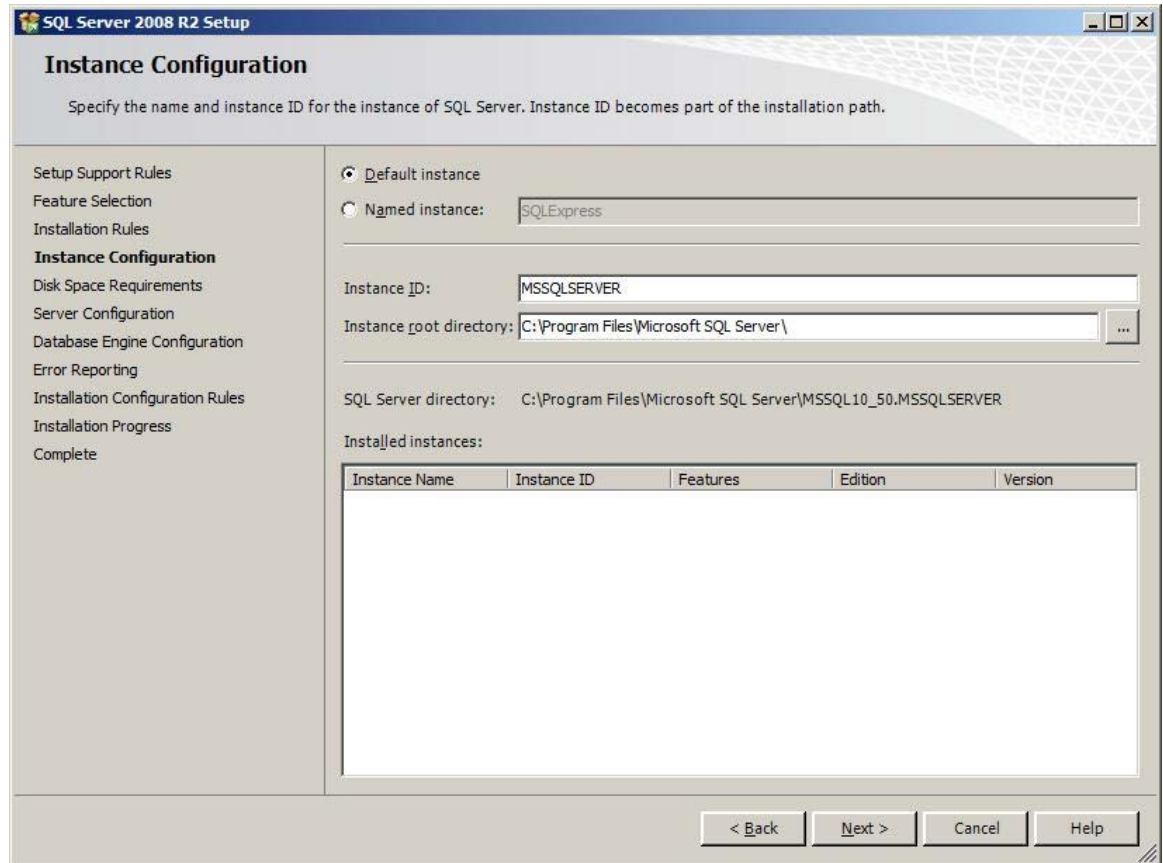 SQL Server 2008 R2 Setup
Instance Configuration
Specify the name and instance ID for the instance of SQL Server. Instance ID becomes part of the installation path.
Setup Support Rules
Feature Selection
Installation Rules
Instance Configuration
Disk Space Requirements
Server Configuration
Database Engine Configuration
Error Reporting
Installation Configuration Rules
Installation Progress
Complete
Default instance
Named instance: SQLExpress
Instance ID: MSSQLSERVER
Instance root directory: C:\Program Files\Microsoft SQL Server\ ...
SQL Server directory: C:\Program Files\Microsoft SQL Server\MSSQL10_50.MSSQLSERVER
Installed instances:
Instance Name Instance ID Features Edition Version
< Back Next > Cancel Help